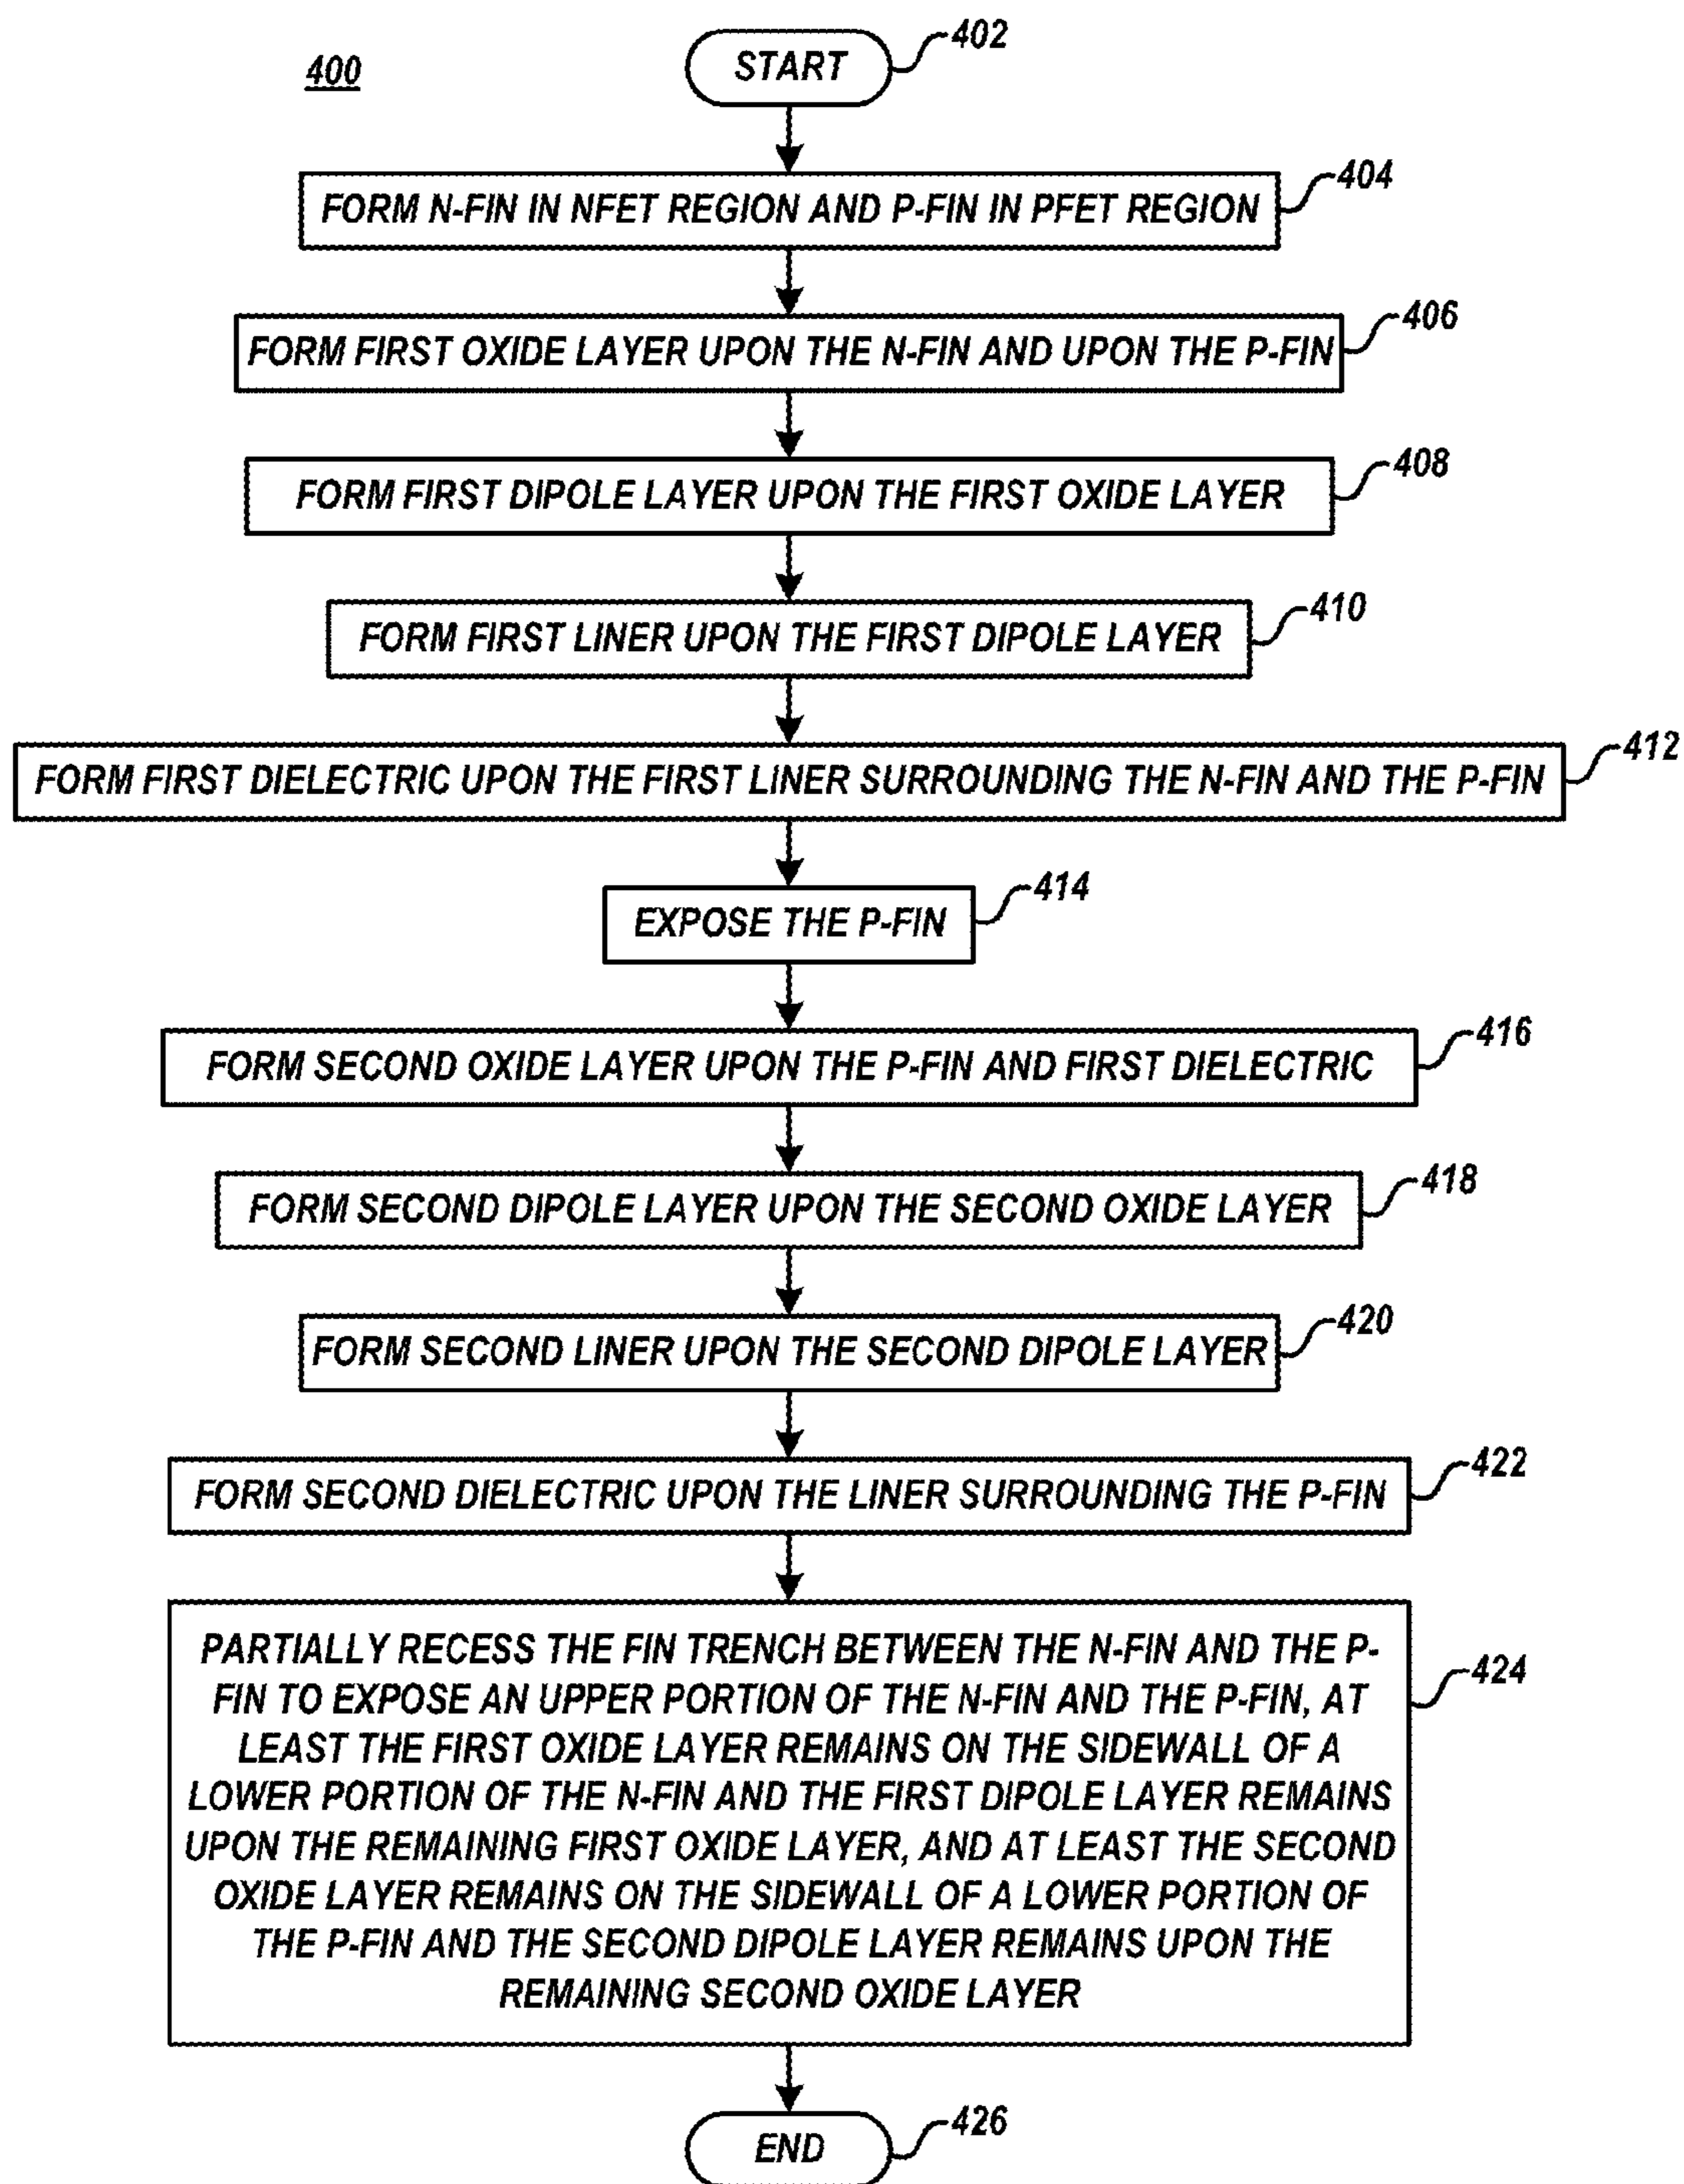 400
START
402
FORM N-FIN IN NFET REGION AND P-FIN IN PFET REGION
404
FORM FIRST OXIDE LAYER UPON THE N-FIN AND UPON THE P-FIN
406
FORM FIRST DIPOLE LAYER UPON THE FIRST OXIDE LAYER
408
FORM FIRST LINER UPON THE FIRST DIPOLE LAYER
410
FORM FIRST DIELECTRIC UPON THE FIRST LINER SURROUNDING THE N-FIN AND THE P-FIN
412
EXPOSE THE P-FIN
414
FORM SECOND OXIDE LAYER UPON THE P-FIN AND FIRST DIELECTRIC
416
FORM SECOND DIPOLE LAYER UPON THE SECOND OXIDE LAYER
418
FORM SECOND LINER UPON THE SECOND DIPOLE LAYER
420
FORM SECOND DIELECTRIC UPON THE LINER SURROUNDING THE P-FIN
422
PARTIALLY RECESS THE FIN TRENCH BETWEEN THE N-FIN AND THE P-
FIN TO EXPOSE AN UPPER PORTION OF THE N-FIN AND THE P-FIN, AT
LEAST THE FIRST OXIDE LAYER REMAINS ON THE SIDEWALL OF A
LOWER PORTION OF THE N-FIN AND THE FIRST DIPOLE LAYER REMAINS
UPON THE REMAINING FIRST OXIDE LAYER, AND AT LEAST THE SECOND
OXIDE LAYER REMAINS ON THE SIDEWALL OF A LOWER PORTION OF
THE P-FIN AND THE SECOND DIPOLE LAYER REMAINS UPON THE
REMAINING SECOND OXIDE LAYER
424
END
426